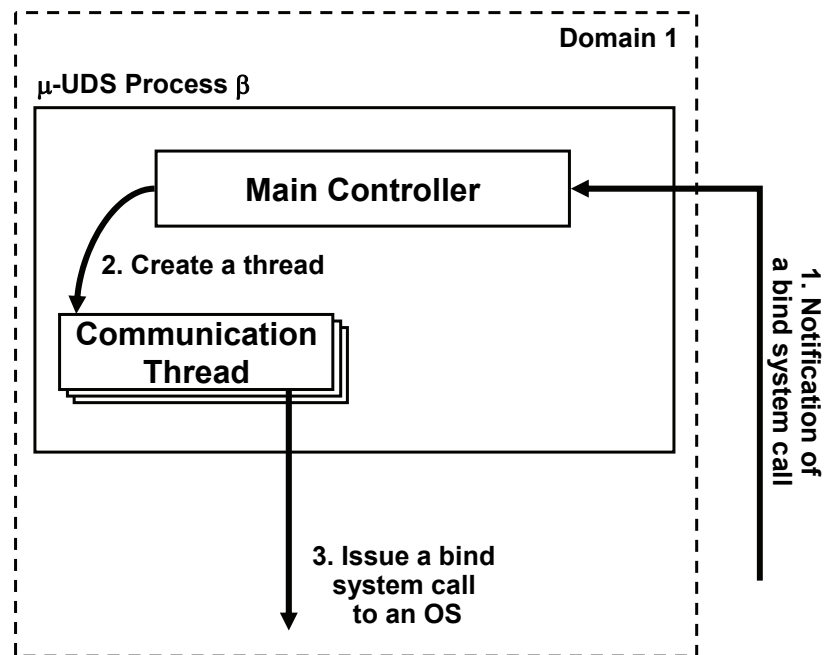 Domain 1
μ-UDS Process β
Main Controller
2. Create a thread
Communication
Thread
1. Notification of
a bind system call
3. Issue a bind
system call
to an OS